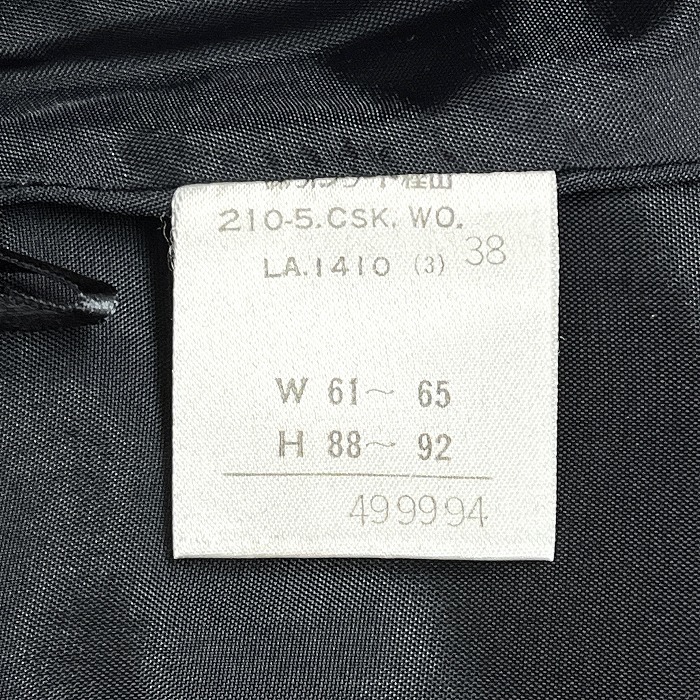 210-5.CSK. WO.
LA.1410 (3) 38
W 61～ 65
H 88～ 92
499994